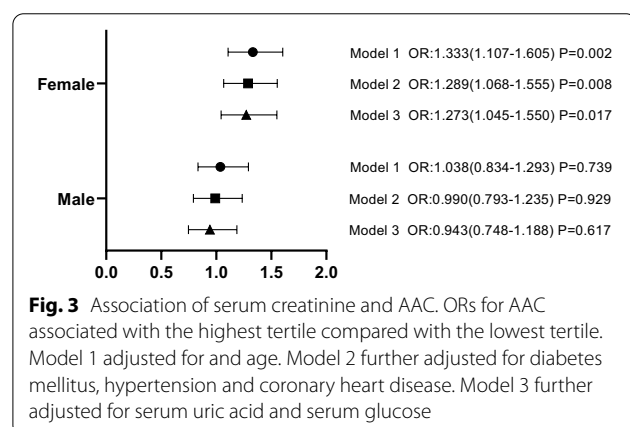 Female
Model 1 OR:1.333(1.107-1.605) P=0.002
Model 2 OR:1.289(1.068-1.555) P=0.008
Model 3 OR:1.273(1.045-1.550) P=0.017
Male
Model 1 OR:1.038(0.834-1.293) P=0.739
Model 2 OR:0.990(0.793-1.235) P=0.929
Model 3 OR:0.943(0.748-1.188) P=0.617
0.0 0.5 1.0 1.5 2.0
Fig. 3 Association of serum creatinine and AAC. ORs for AAC
associated with the highest tertile compared with the lowest tertile.
Model 1 adjusted for and age. Model 2 further adjusted for diabetes
mellitus, hypertension and coronary heart disease. Model 3 further
adjusted for serum uric acid and serum glucose